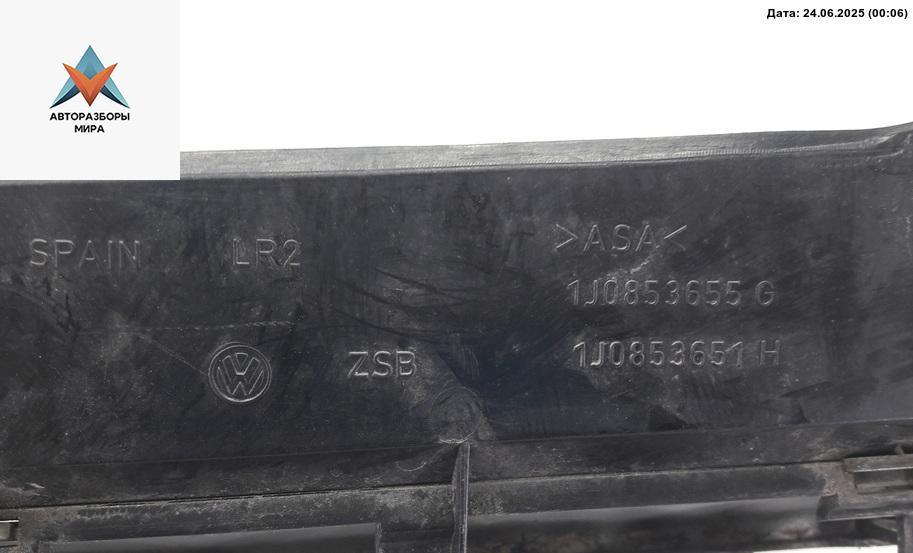 Дата: 24.06.2025 (00:06)
АВТОРАЗБОРЫ
МИРА
SPAIN LR2 >ASA<
1J0853655 G
ZSB 1J0853651 H